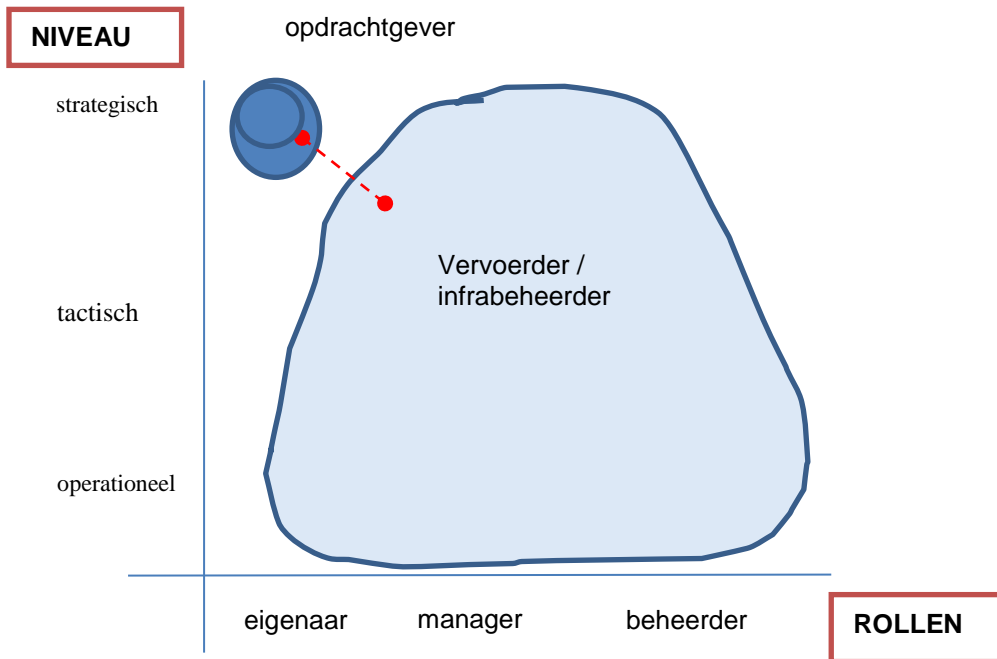 NIVEAU
opdrachtgever
strategisch
Vervoerder /
infrabeheerder
tactisch
operationeel
eigenaar
manager
beheerder
ROLLEN